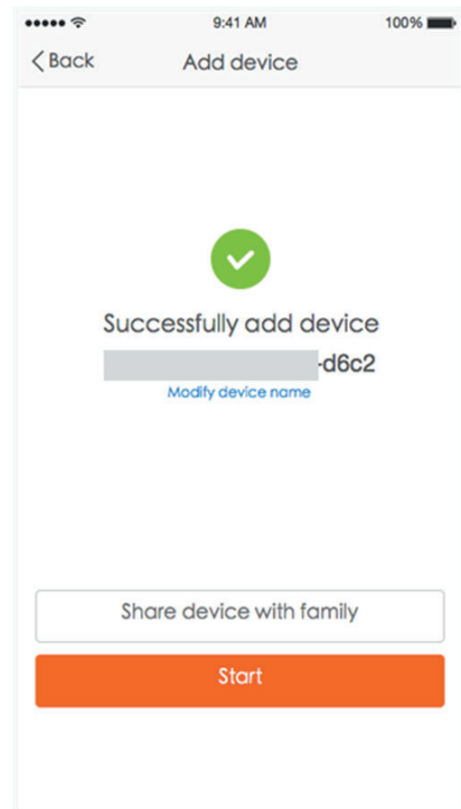 9:41 AM 100%
Back Add device
Successfully add device
-d6c2
Modify device name
Share device with family
Start